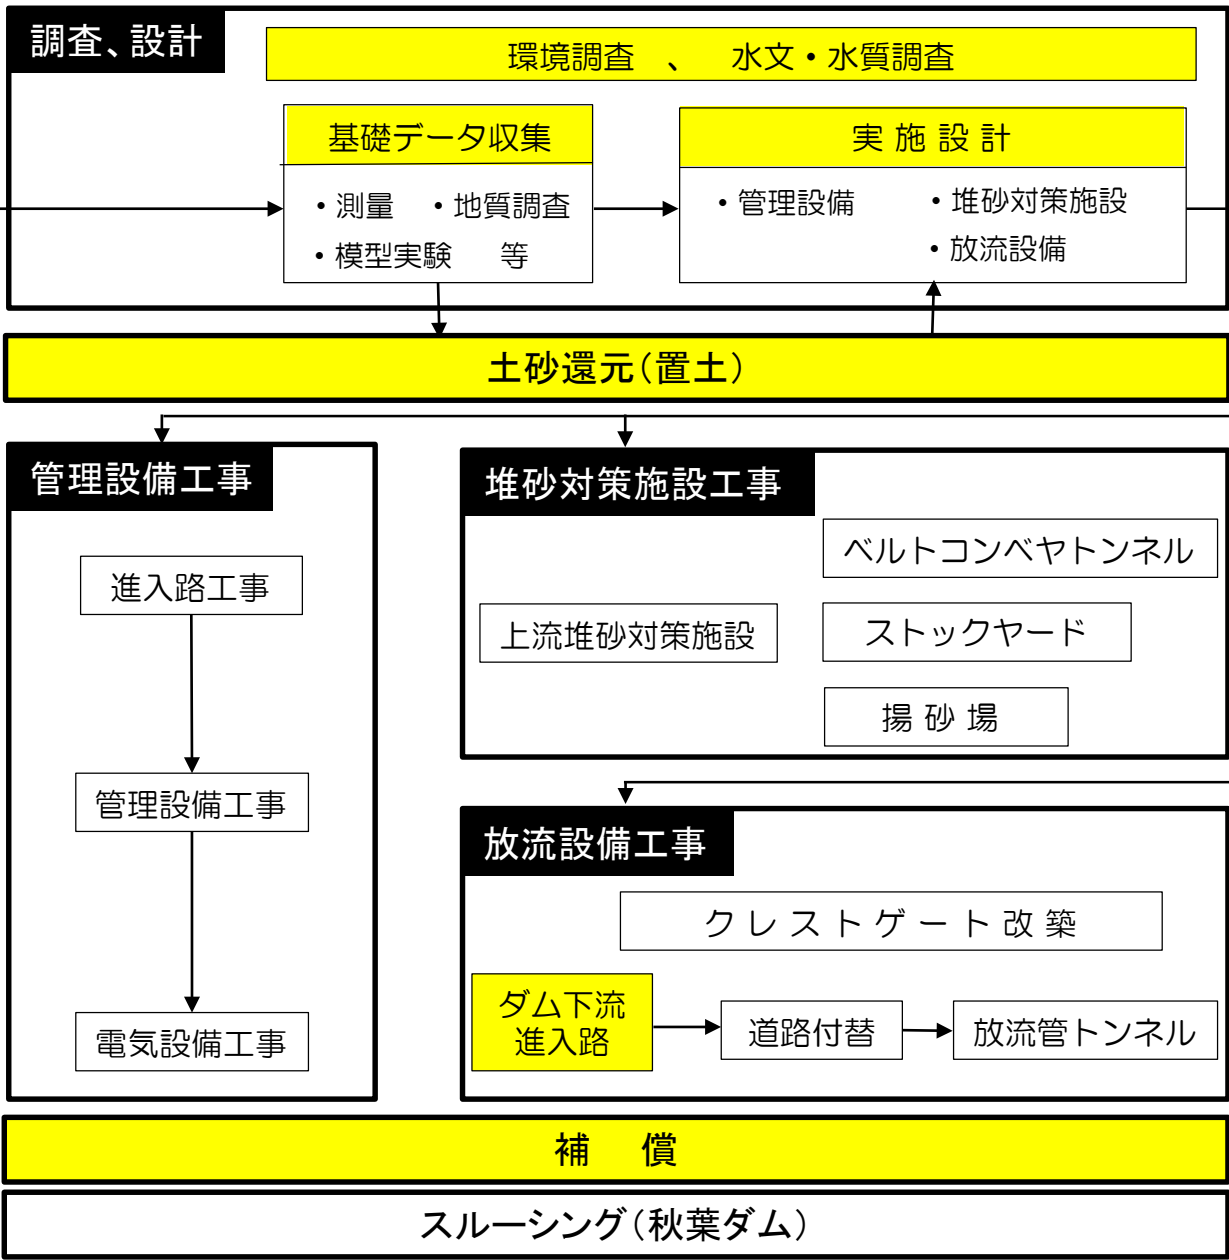 調査、設計
環境調査 、 水文・水質調査
基礎データ収集
・測量 ・地質調査
・模型実験 等
実施設計
・管理設備 ・堆砂対策施設
・放流設備
土砂還元(置土)
管理設備工事
進入路工事
管理設備工事
電気設備工事
堆砂対策施設工事
ベルトコンベヤトンネル
上流堆砂対策施設
ストックヤード
揚砂場
放流設備工事
クレストゲート改築
ダム下流
進入路
道路付替
放流管トンネル
補 償
スルーシング(秋葉ダム)